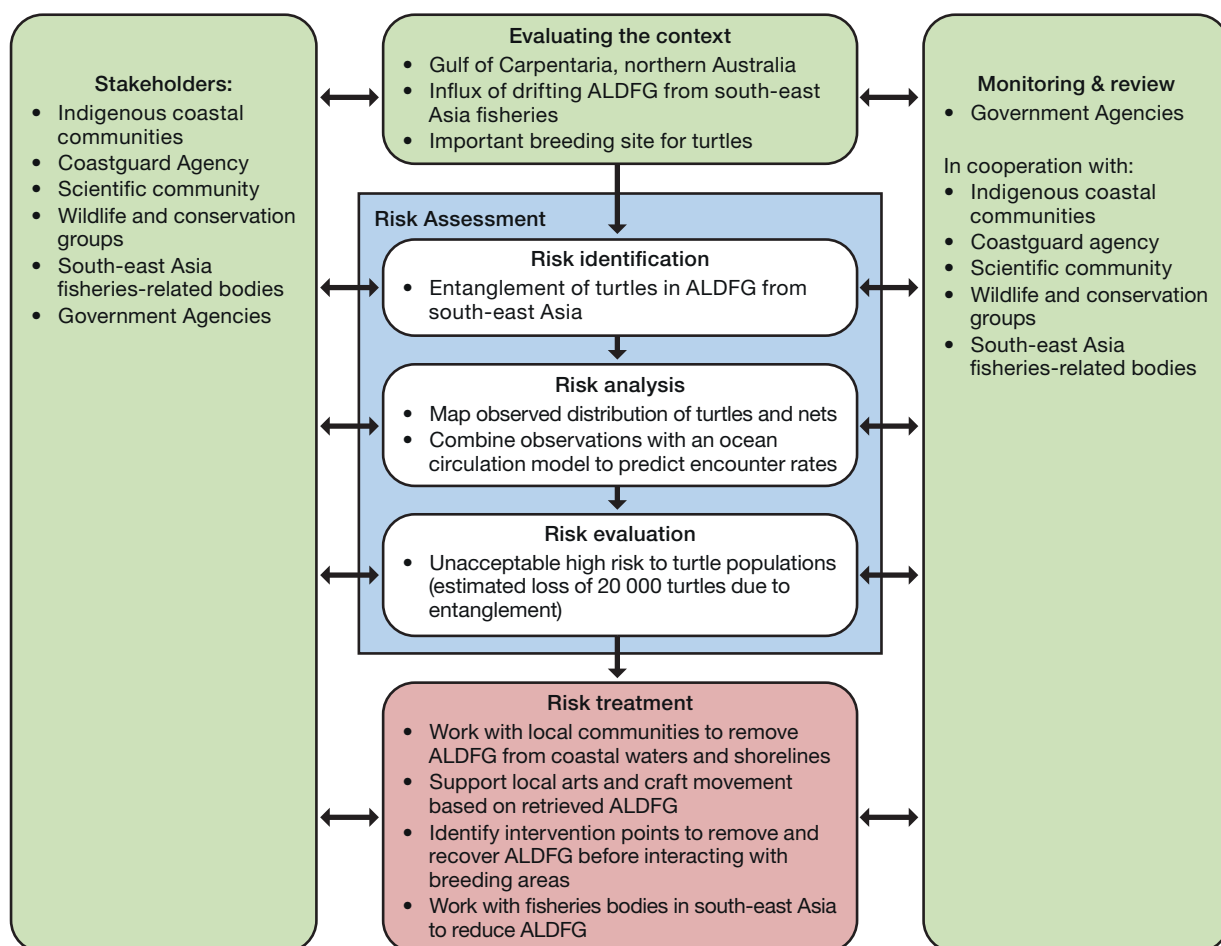 Stakeholders:
• Indigenous coastal
communities
• Coastguard Agency
• Scientific community
• Wildlife and conservation
groups
• South-east Asia
fisheries-related bodies
• Government Agencies
Evaluating the context
• Gulf of Carpentaria, northern Australia
• Influx of drifting ALDFG from south-east
Asia fisheries
• Important breeding site for turtles
Risk Assessment
Risk identification
• Entanglement of turtles in ALDFG from
south-east Asia
Risk analysis
• Map observed distribution of turtles and nets
• Combine observations with an ocean
circulation model to predict encounter rates
Risk evaluation
• Unacceptable high risk to turtle populations
(estimated loss of 20 000 turtles due to
entanglement)
Risk treatment
• Work with local communities to remove
ALDFG from coastal waters and shorelines
• Support local arts and craft movement
based on retrieved ALDFG
• Identify intervention points to remove and
recover ALDFG before interacting with
breeding areas
• Work with fisheries bodies in south-east Asia
to reduce ALDFG
Monitoring & review
• Government Agencies
In cooperation with:
• Indigenous coastal
communities
• Coastguard agency
• Scientific community
• Wildlife and conservation
groups
• South-east Asia
fisheries-related bodies